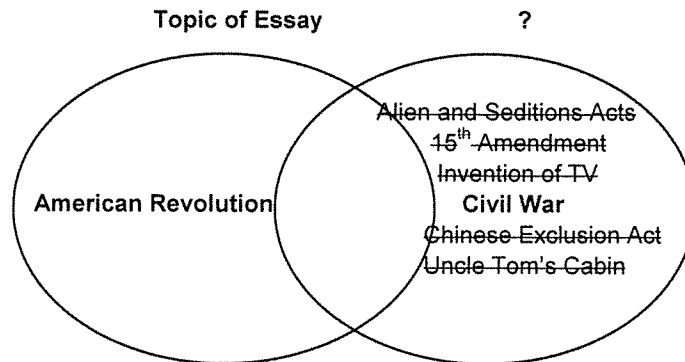 Topic of Essay ?
Alien and Seditions Acts
15th Amendment
Invention of TV
American Revolution Civil War
Chinese Exclusion Act
Uncle Tom's Cabin